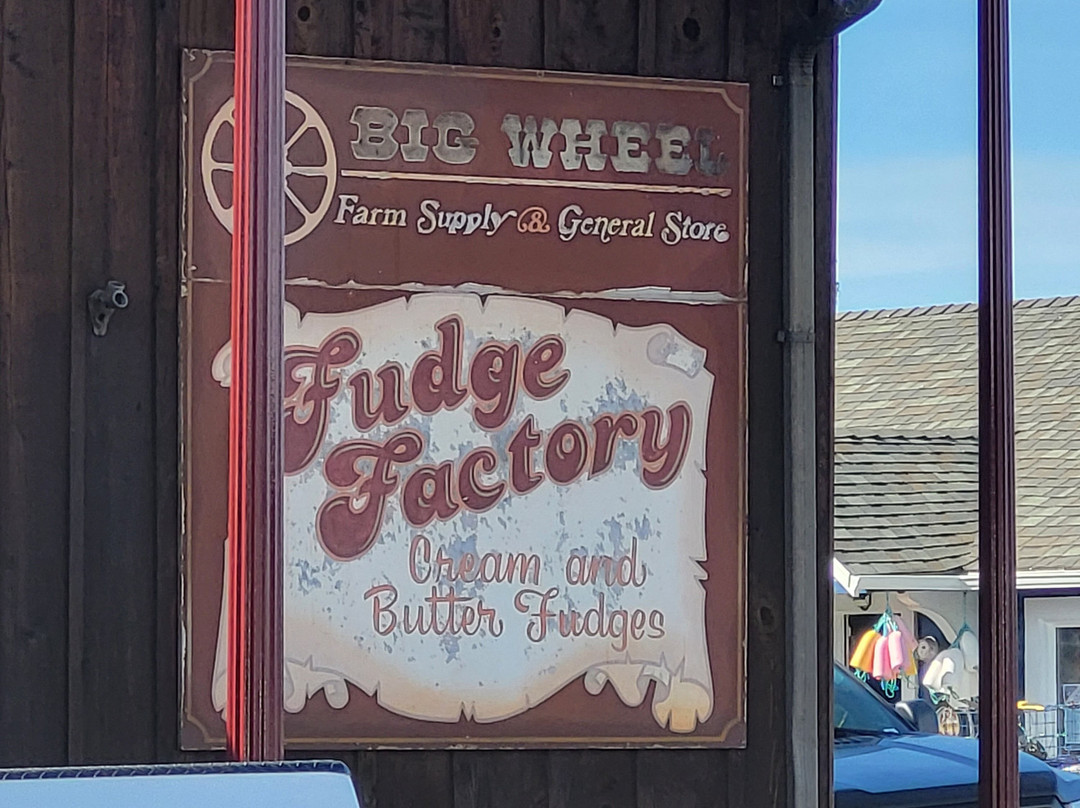 BIG WHEEL
Farm Supply & General Store
Fudge
Factory
Cream and
Butter Fudges